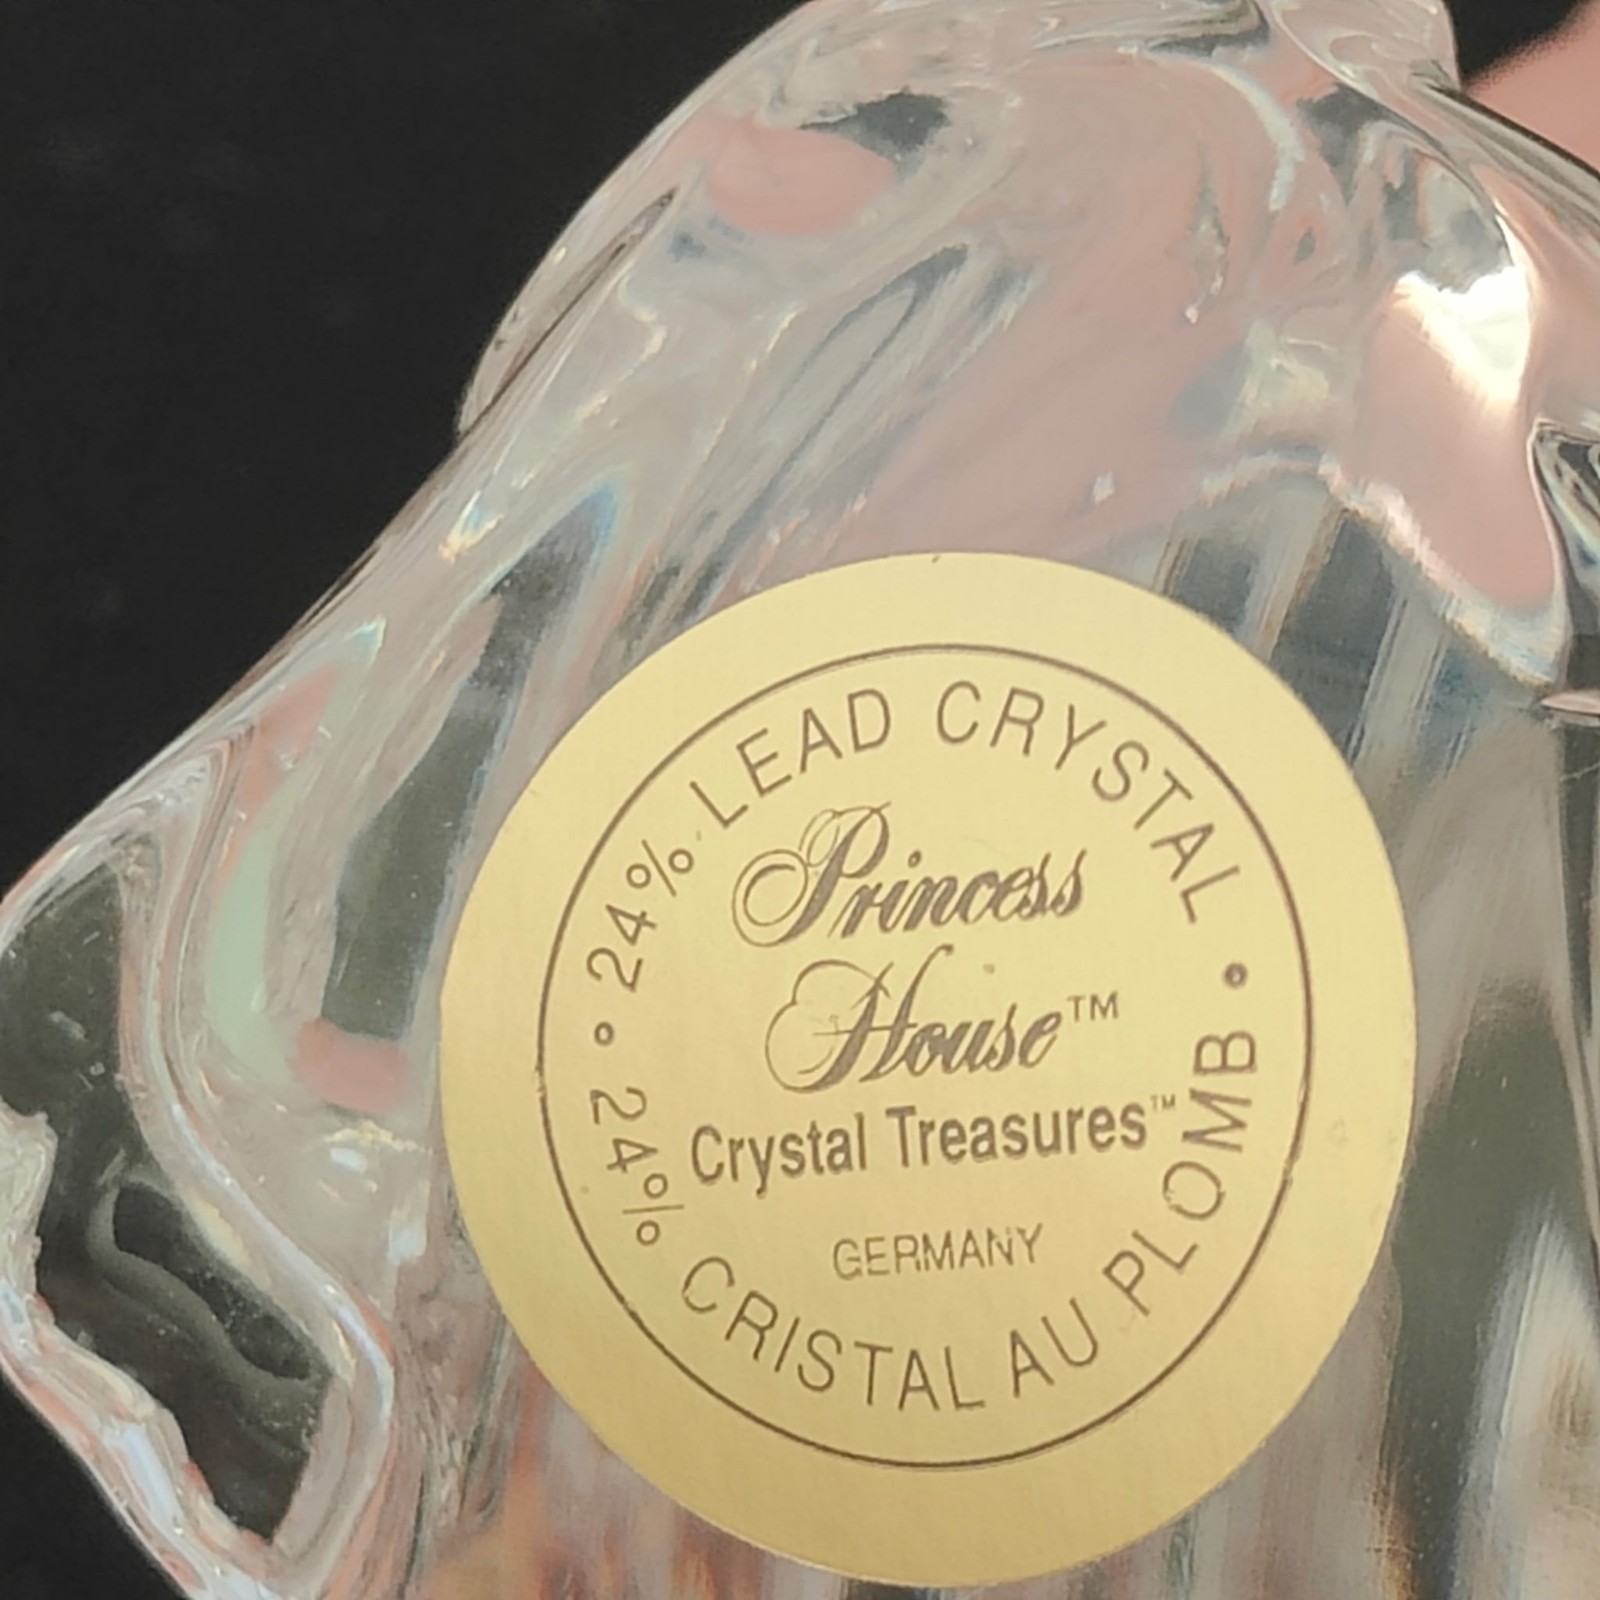 24% LEAD CRYSTAL •
Princess
House™
Crystal Treasures™
GERMANY
24% CRISTAL AU PLOMB •